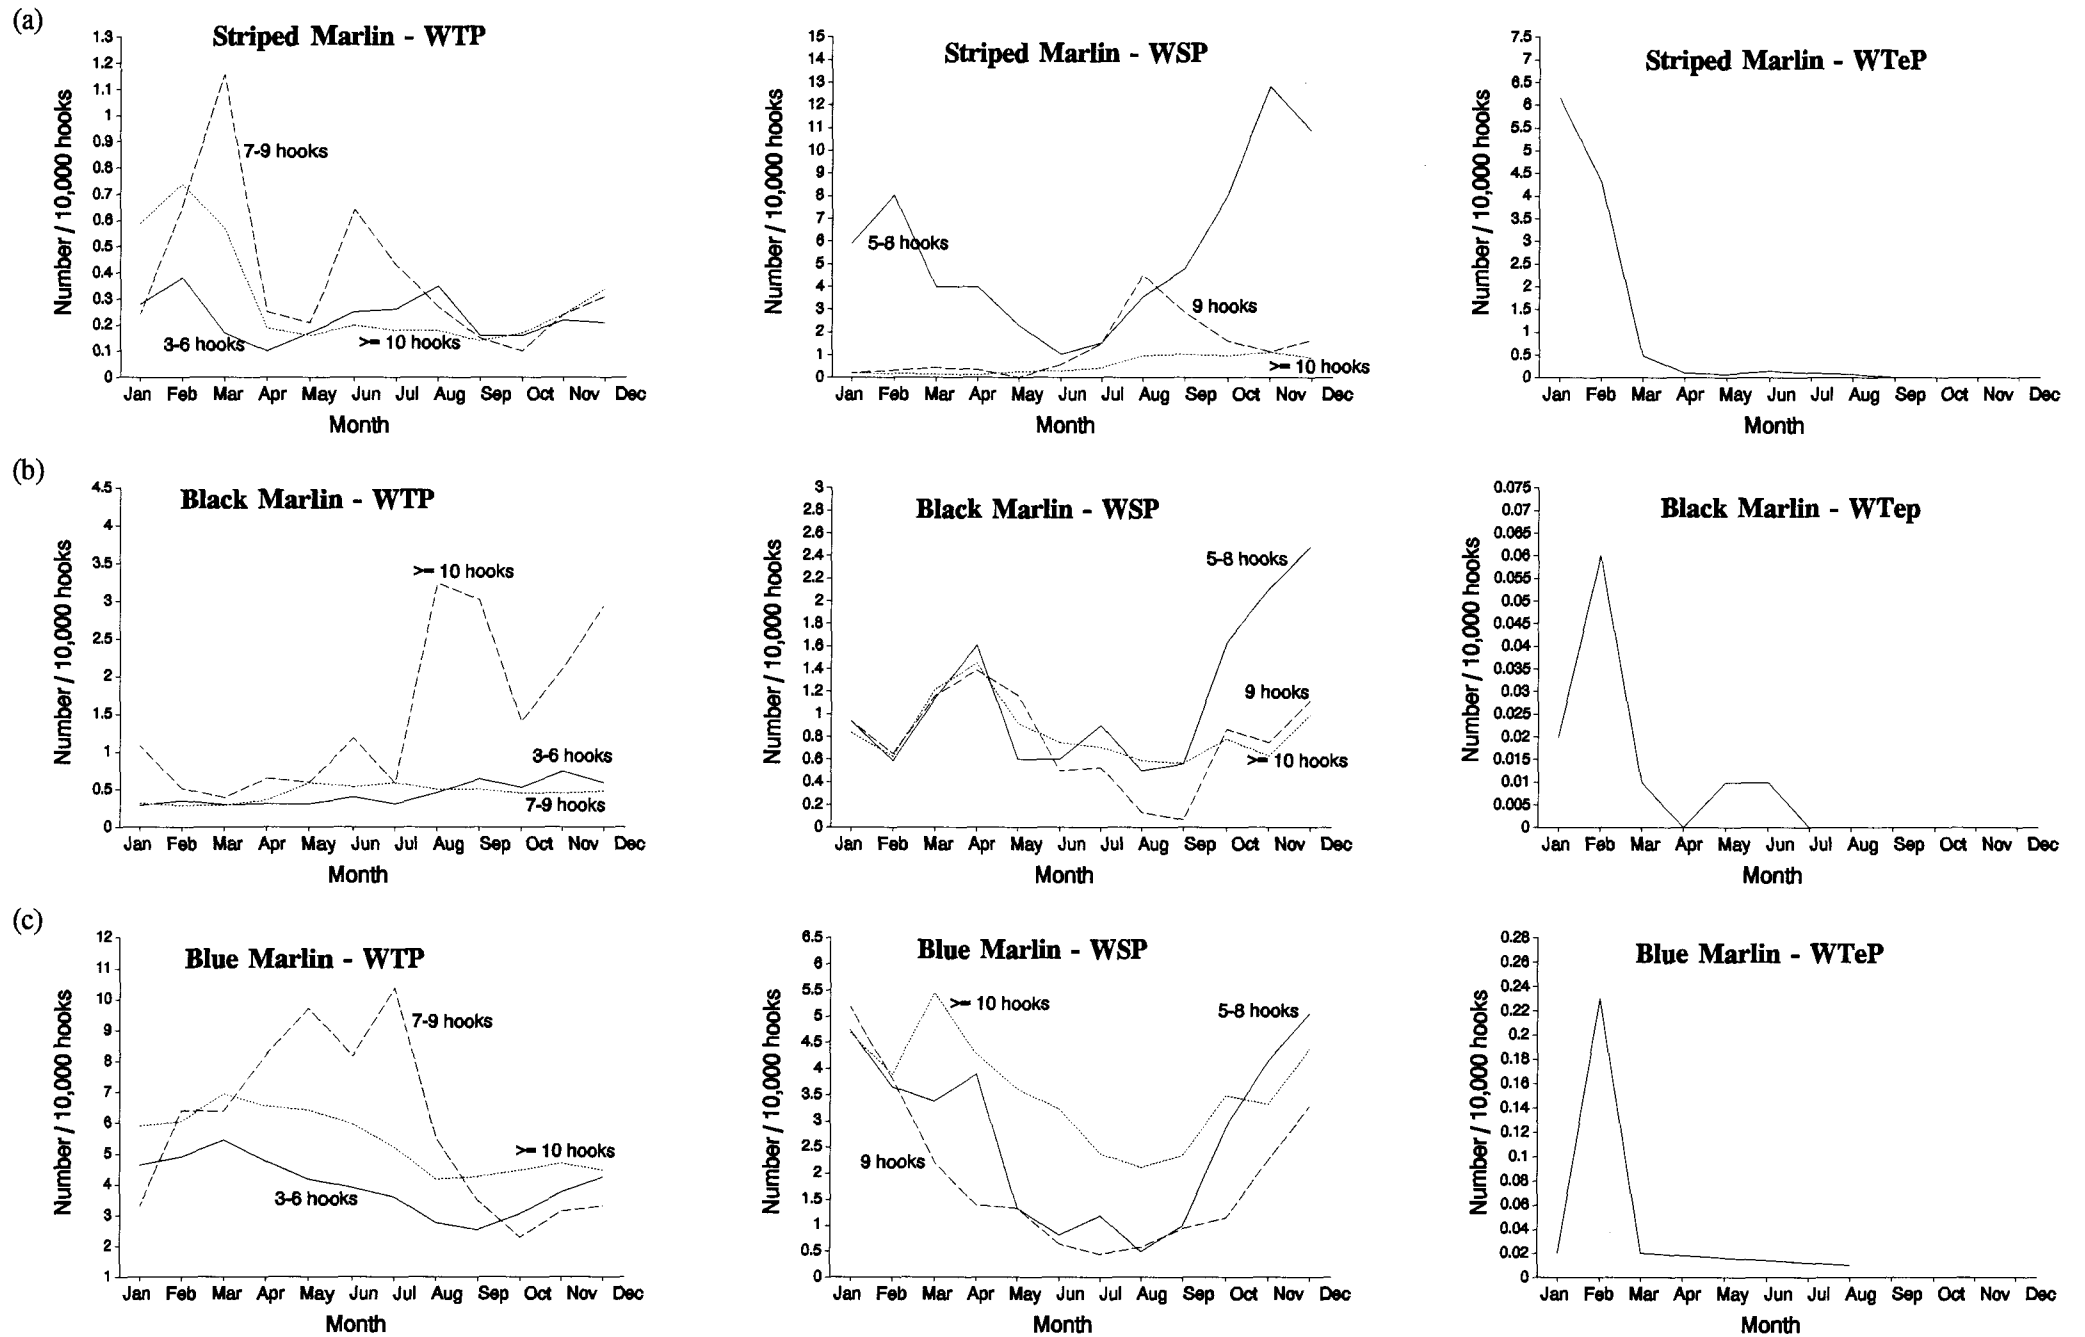 (a)
Striped Marlin - WTP
Number / 10,000 hooks
1.3
1.2
1.1
1
0.9
0.8
0.7
0.6
0.5
0.4
0.3
0.2
0.1
0
7-9 hooks
3-6 hooks
>= 10 hooks
Jan Feb Mar Apr May Jun Jul Aug Sep Oct Nov Dec
Month
Striped Marlin - WSP
Number / 10,000 hooks
15
14
13
12
11
10
9
8
7
6
5
4
3
2
1
0
5-8 hooks
9 hooks
>= 10 hooks
Jan Feb Mar Apr May Jun Jul Aug Sep Oct Nov Dec
Month
Striped Marlin - WTeP
Number / 10,000 hooks
7.5
7
6.5
6
5.5
5
4.5
4
3.5
3
2.5
2
1.5
1
0.5
0
Jan Feb Mar Apr May Jun Jul Aug Sep Oct Nov Dec
Month
(b)
Black Marlin - WTP
Number / 10,000 hooks
4.5
4
3.5
3
2.5
2
1.5
1
0.5
0
>= 10 hooks
3-6 hooks
7-9 hooks
Jan Feb Mar Apr May Jun Jul Aug Sep Oct Nov Dec
Month
Black Marlin - WSP
Number / 10,000 hooks
3
2.8
2.6
2.4
2.2
2
1.8
1.6
1.4
1.2
1
0.8
0.6
0.4
0.2
0
5-8 hooks
9 hooks
>= 10 hooks
Jan Feb Mar Apr May Jun Jul Aug Sep Oct Nov Dec
Month
Black Marlin - WTep
Number / 10,000 hooks
0.075
0.07
0.065
0.06
0.055
0.05
0.045
0.04
0.035
0.03
0.025
0.02
0.015
0.01
0.005
0
Jan Feb Mar Apr May Jun Jul Aug Sep Oct Nov Dec
Month
(c)
Blue Marlin - WTP
Number / 10,000 hooks
12
11
10
9
8
7
6
5
4
3
2
1
7-9 hooks
>= 10 hooks
3-6 hooks
Jan Feb Mar Apr May Jun Jul Aug Sep Oct Nov Dec
Month
Blue Marlin - WSP
Number / 10,000 hooks
6.5
6
5.5
5
4.5
4
3.5
3
2.5
2
1.5
1
0.5
0
>= 10 hooks
5-8 hooks
9 hooks
Jan Feb Mar Apr May Jun Jul Aug Sep Oct Nov Dec
Month
Blue Marlin - WTeP
Number / 10,000 hooks
0.28
0.26
0.24
0.22
0.2
0.18
0.16
0.14
0.12
0.1
0.08
0.06
0.04
0.02
0
Jan Feb Mar Apr May Jun Jul Aug Sep Oct Nov Dec
Month